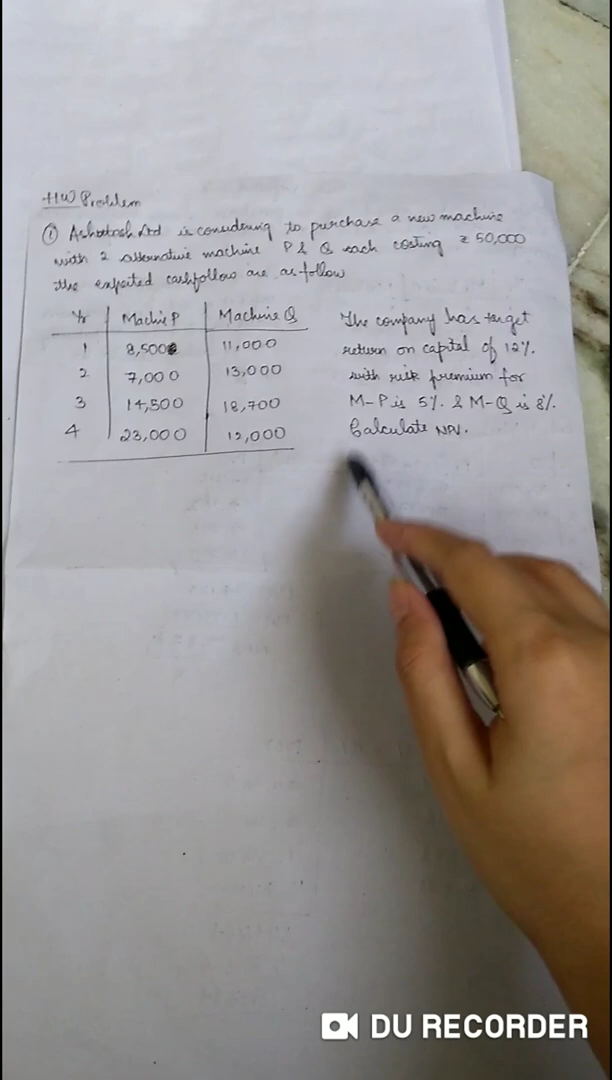 HW Problem
① Ashotosh Ltd is considering to purchase a new machine
with 2 alternative machine P & Q each costing ₹ 50,000
the expected cashfollow are as follow
Yr Machine P Machine Q
1 8,500 11,000
2 7,000 13,000
3 14,500 18,700
4 23,000 12,000
The company has target
return on capital of 12%.
with risk premium for
M-P is 5%. & M-Q is 8%.
Calculate NPV.
DU RECORDER